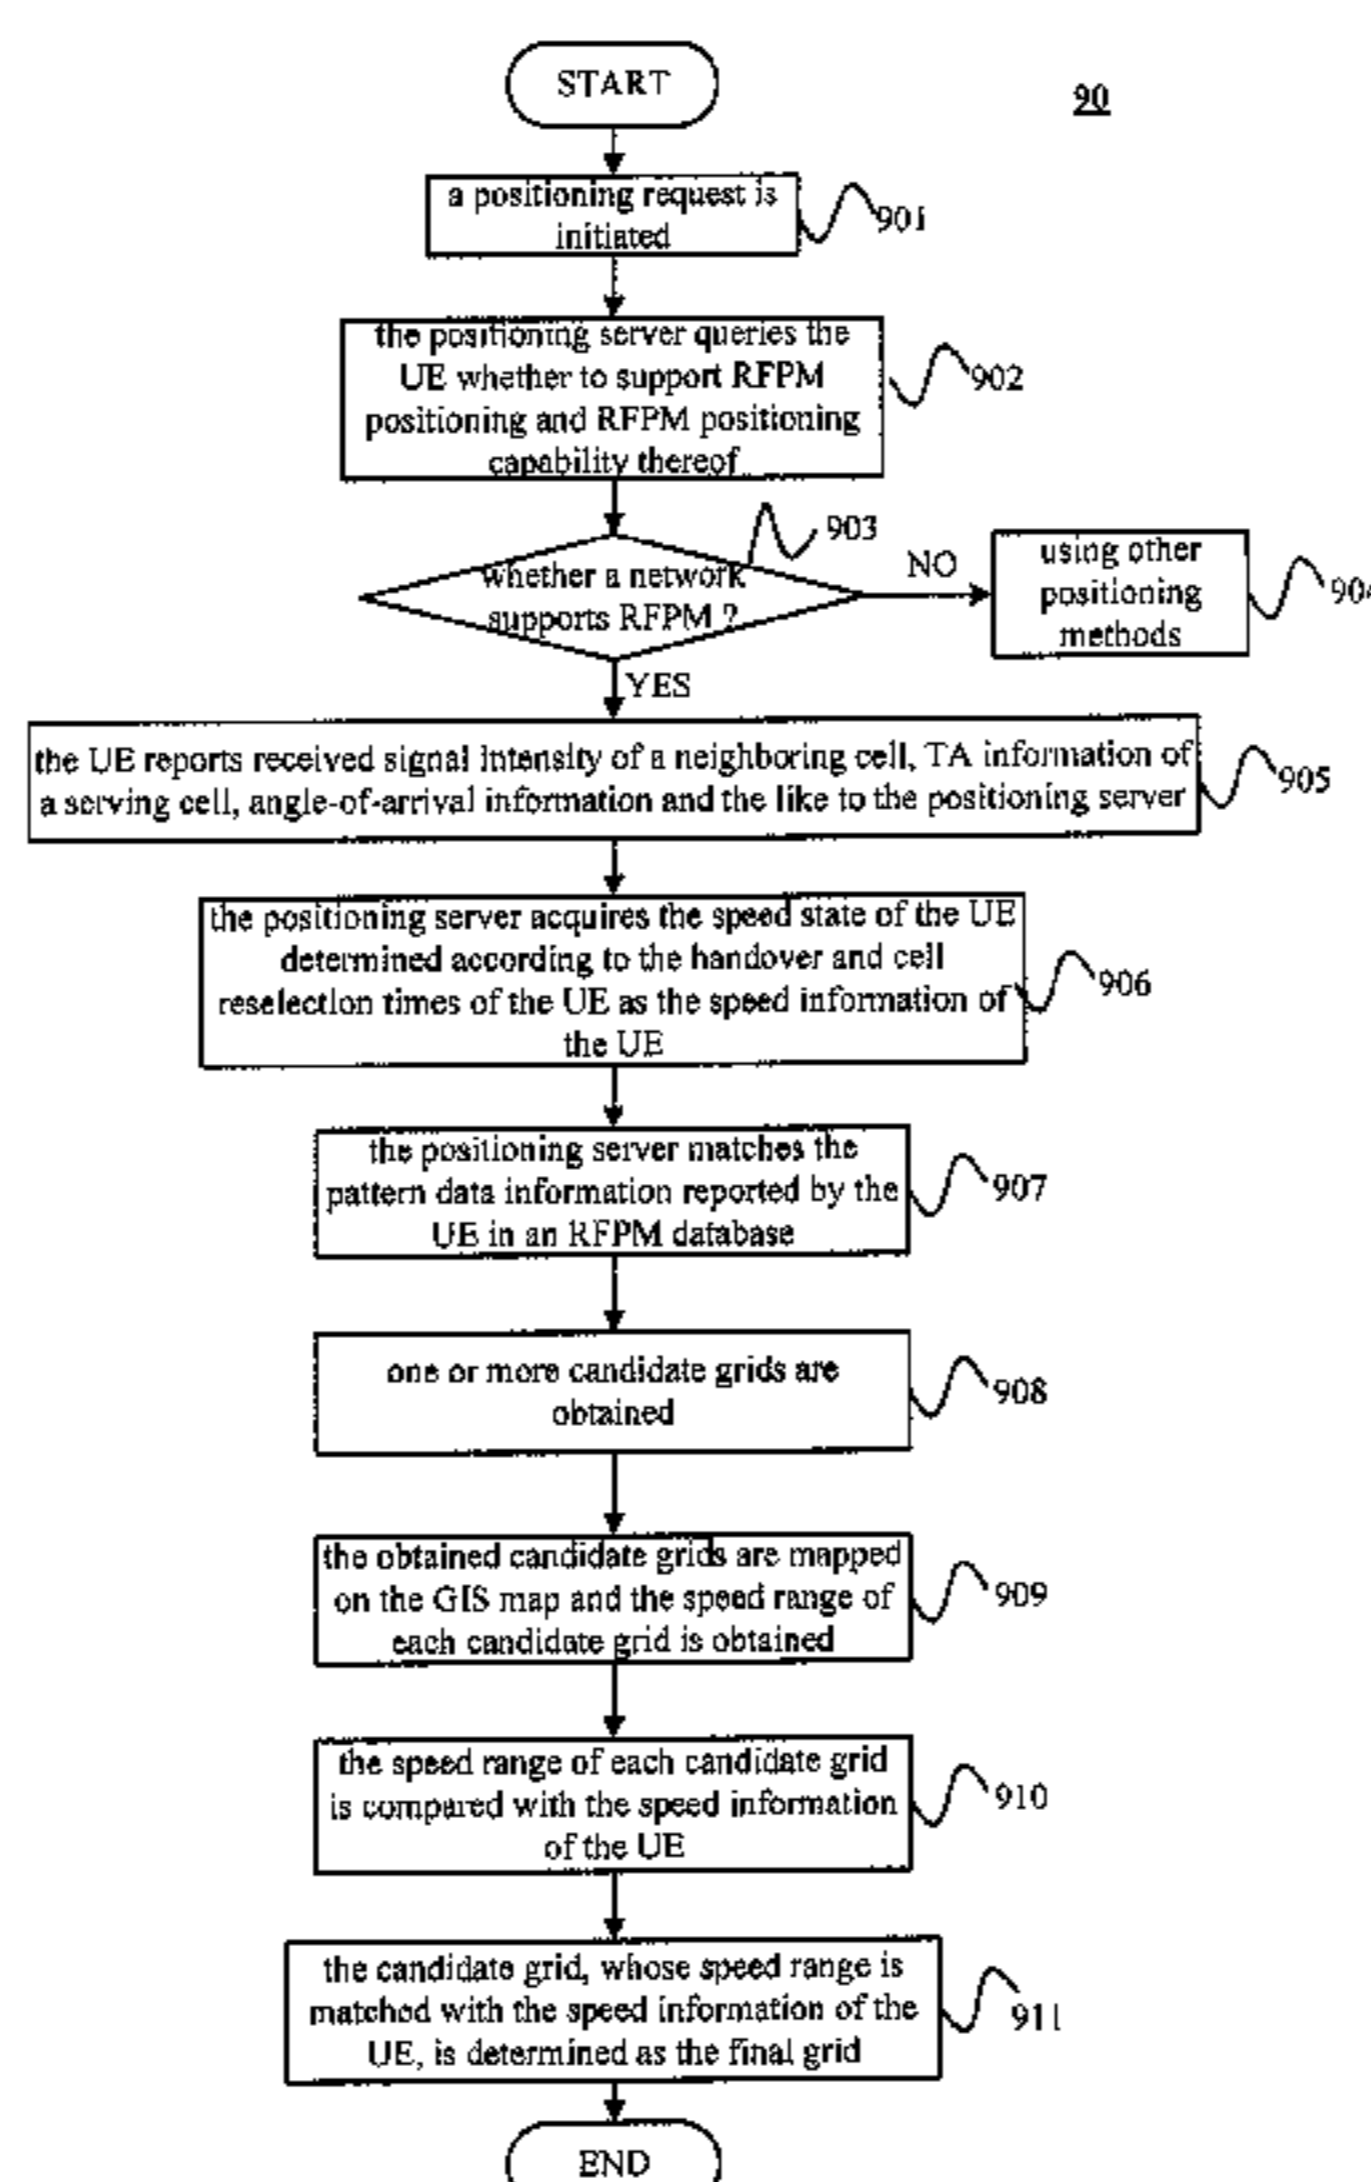 START
90
a positioning request is
initiated
901
the positioning server queries the
UE whether to support RFPM
positioning and RFPM positioning
capability thereof
902
903
whether a network
supports RFPM ?
NO
using other
positioning
methods
904
YES
the UE reports received signal intensity of a neighboring cell, TA information of
a serving cell, angle-of-arrival information and the like to the positioning server
905
the positioning server acquires the speed state of the UE
determined according to the handover and cell
reselection times of the UE as the speed information of
the UE
906
the positioning server matches the
pattern data information reported by the
UE in an RFPM database
907
one or more candidate grids are
obtained
908
the obtained candidate grids are mapped
on the GIS map and the speed range of
each candidate grid is obtained
909
the speed range of each candidate grid
is compared with the speed information
of the UE
910
the candidate grid, whose speed range is
matched with the speed information of the
UE, is determined as the final grid
911
END